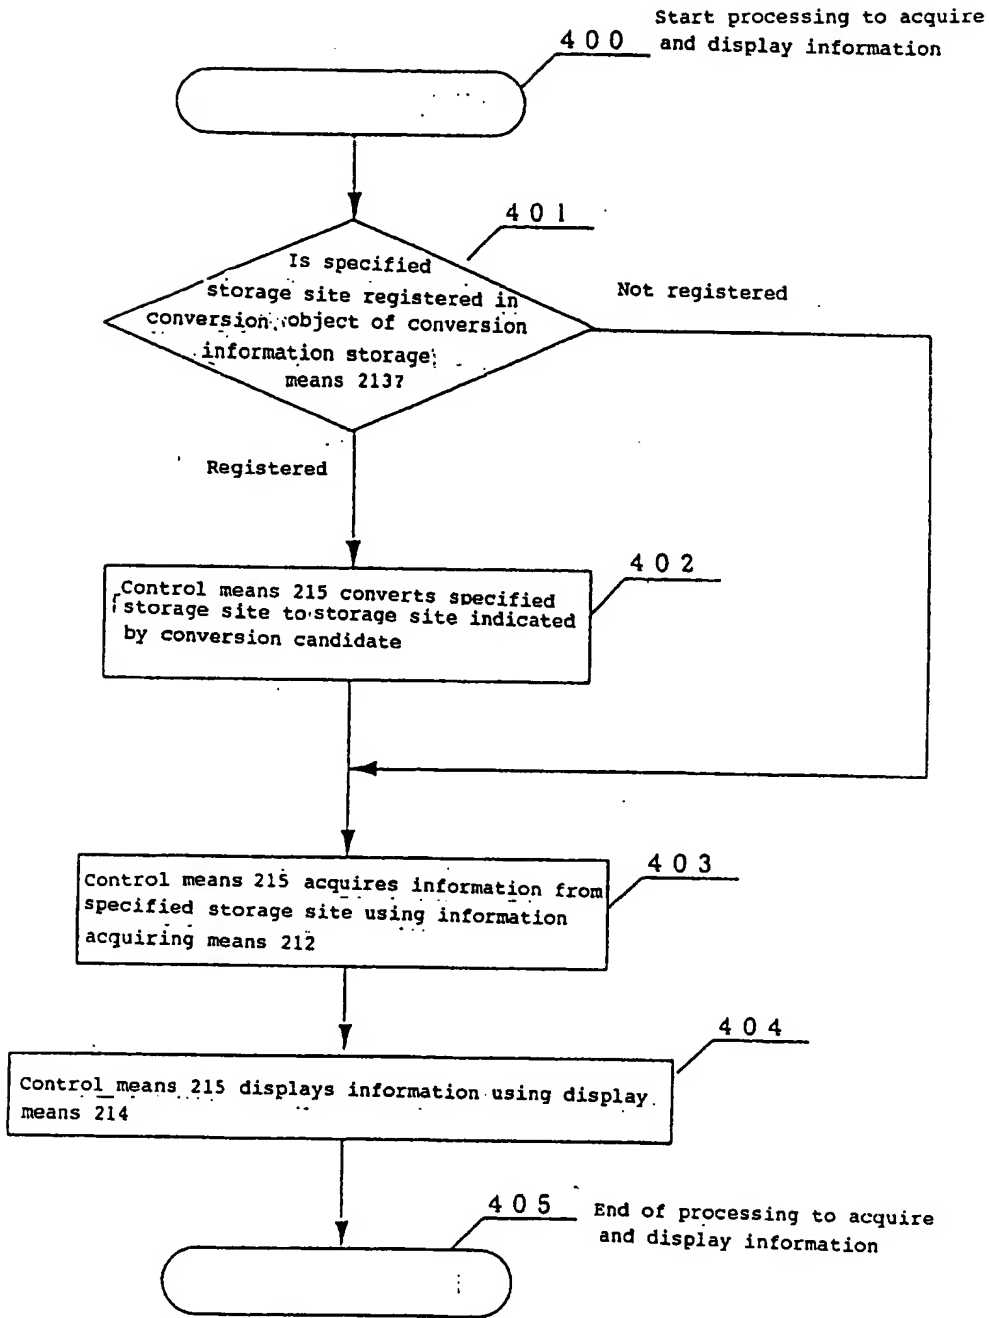 Start processing to acquire
and display information
400
401
Is specified
storage site registered in
conversion object of conversion
information storage
means 213?
Not registered
Registered
402
Control means 215 converts specified
storage site to storage site indicated
by conversion candidate
403
Control means 215 acquires information from
specified storage site using information
acquiring means 212
404
Control means 215 displays information using display
means 214
405
End of processing to acquire
and display information